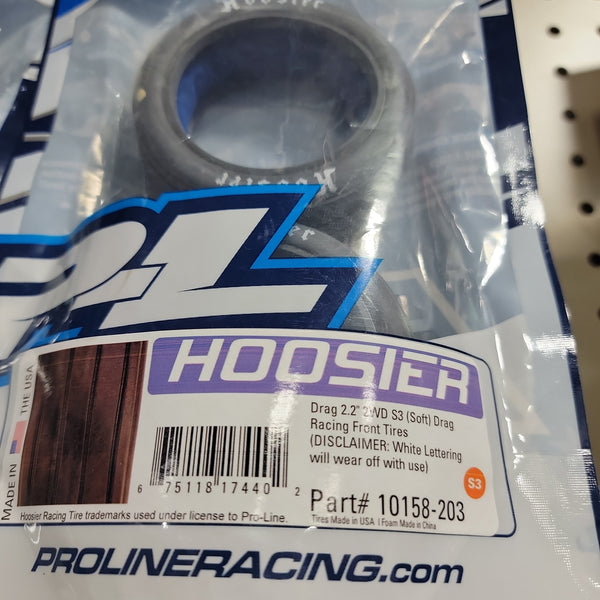 Hoosier
Hoosier
PL
HOOSIER
MADE IN THE USA
Drag 2.2" 2WD S3 (Soft) Drag
Racing Front Tires
(DISCLAIMER: White Lettering
will wear off with use)
S3
6 75118 17440 2
Part# 10158-203
Tires Made in USA | Foam Made in China
Hoosier Racing Tire trademarks used under license to Pro-Line.
PROLINERACING.com